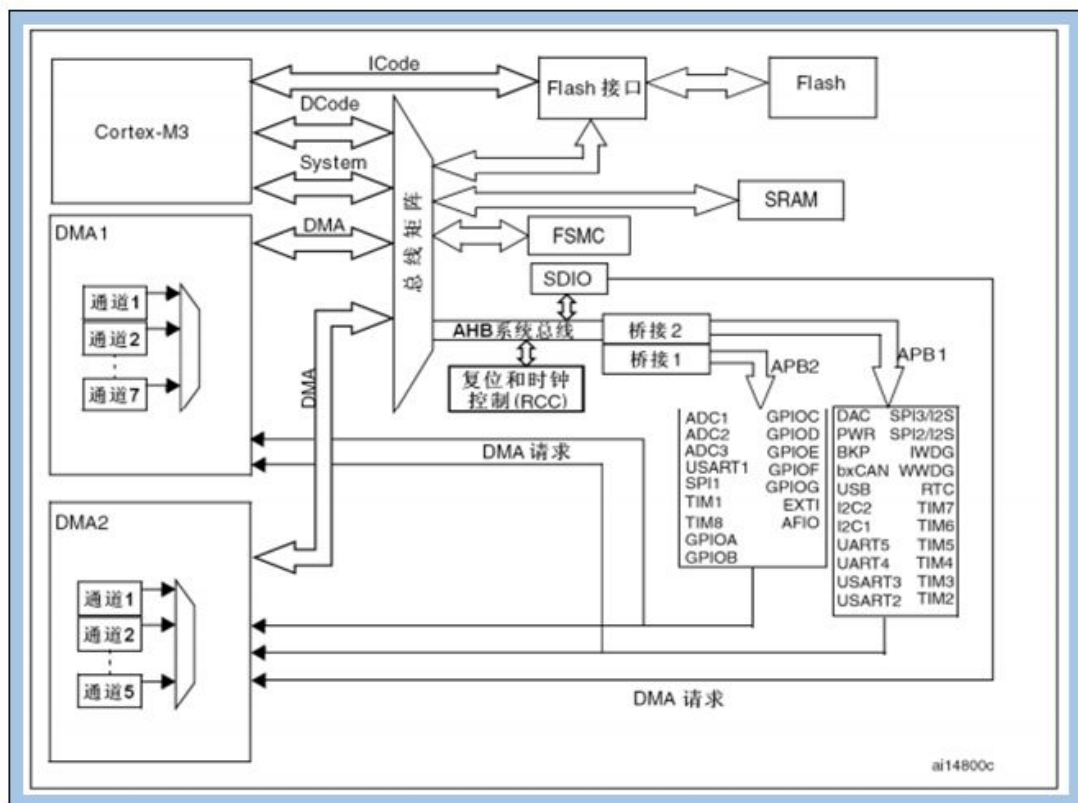 ICode
Flash 接口
Flash
Cortex-M3
DCode
System
总线矩阵
SRAM
DMA1
DMA
FSMC
SDIO
通道1
通道2
通道7
AHB系统总线
桥接2
桥接1
APB2
APB1
复位和时钟
控制(RCC)
DMA
ADC1 GPIOC
ADC2 GPIOD
ADC3 GPIOE
USART1 GPIOF
SPI1 GPIOG
TIM1 EXTI
TIM8 AFIO
GPIOA
GPIOB
DAC SPI3/I2S
PWR SPI2/I2S
BKP IWDG
bxCAN WWDG
USB RTC
I2C2 TIM7
I2C1 TIM6
UART5 TIM5
UART4 TIM4
USART3 TIM3
USART2 TIM2
DMA 请求
DMA2
通道1
通道2
通道5
DMA 请求
ai14800c